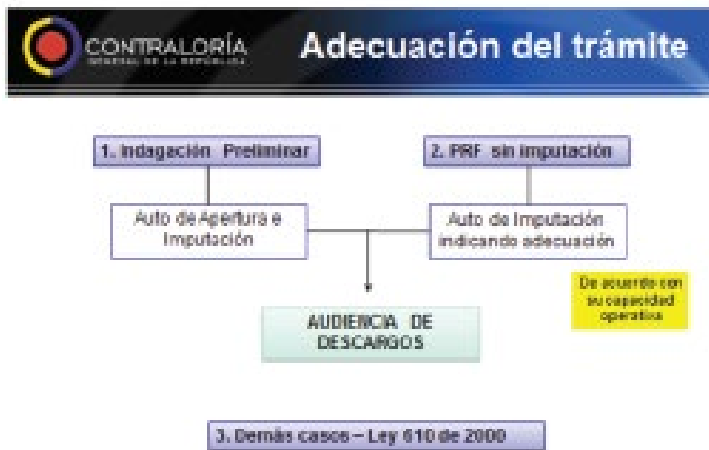 CONTRALORÍA
GENERAL DE LA REPÚBLICA
Adecuación del trámite
1. Indagación Preliminar
2. PRF sin imputación
Auto de Apertura e
Imputación
Auto de Imputación
indicando adecuación
De acuerdo con
su capacidad
operativa
AUDIENCIA DE
DESCARGOS
3. Demás casos – Ley 610 de 2000